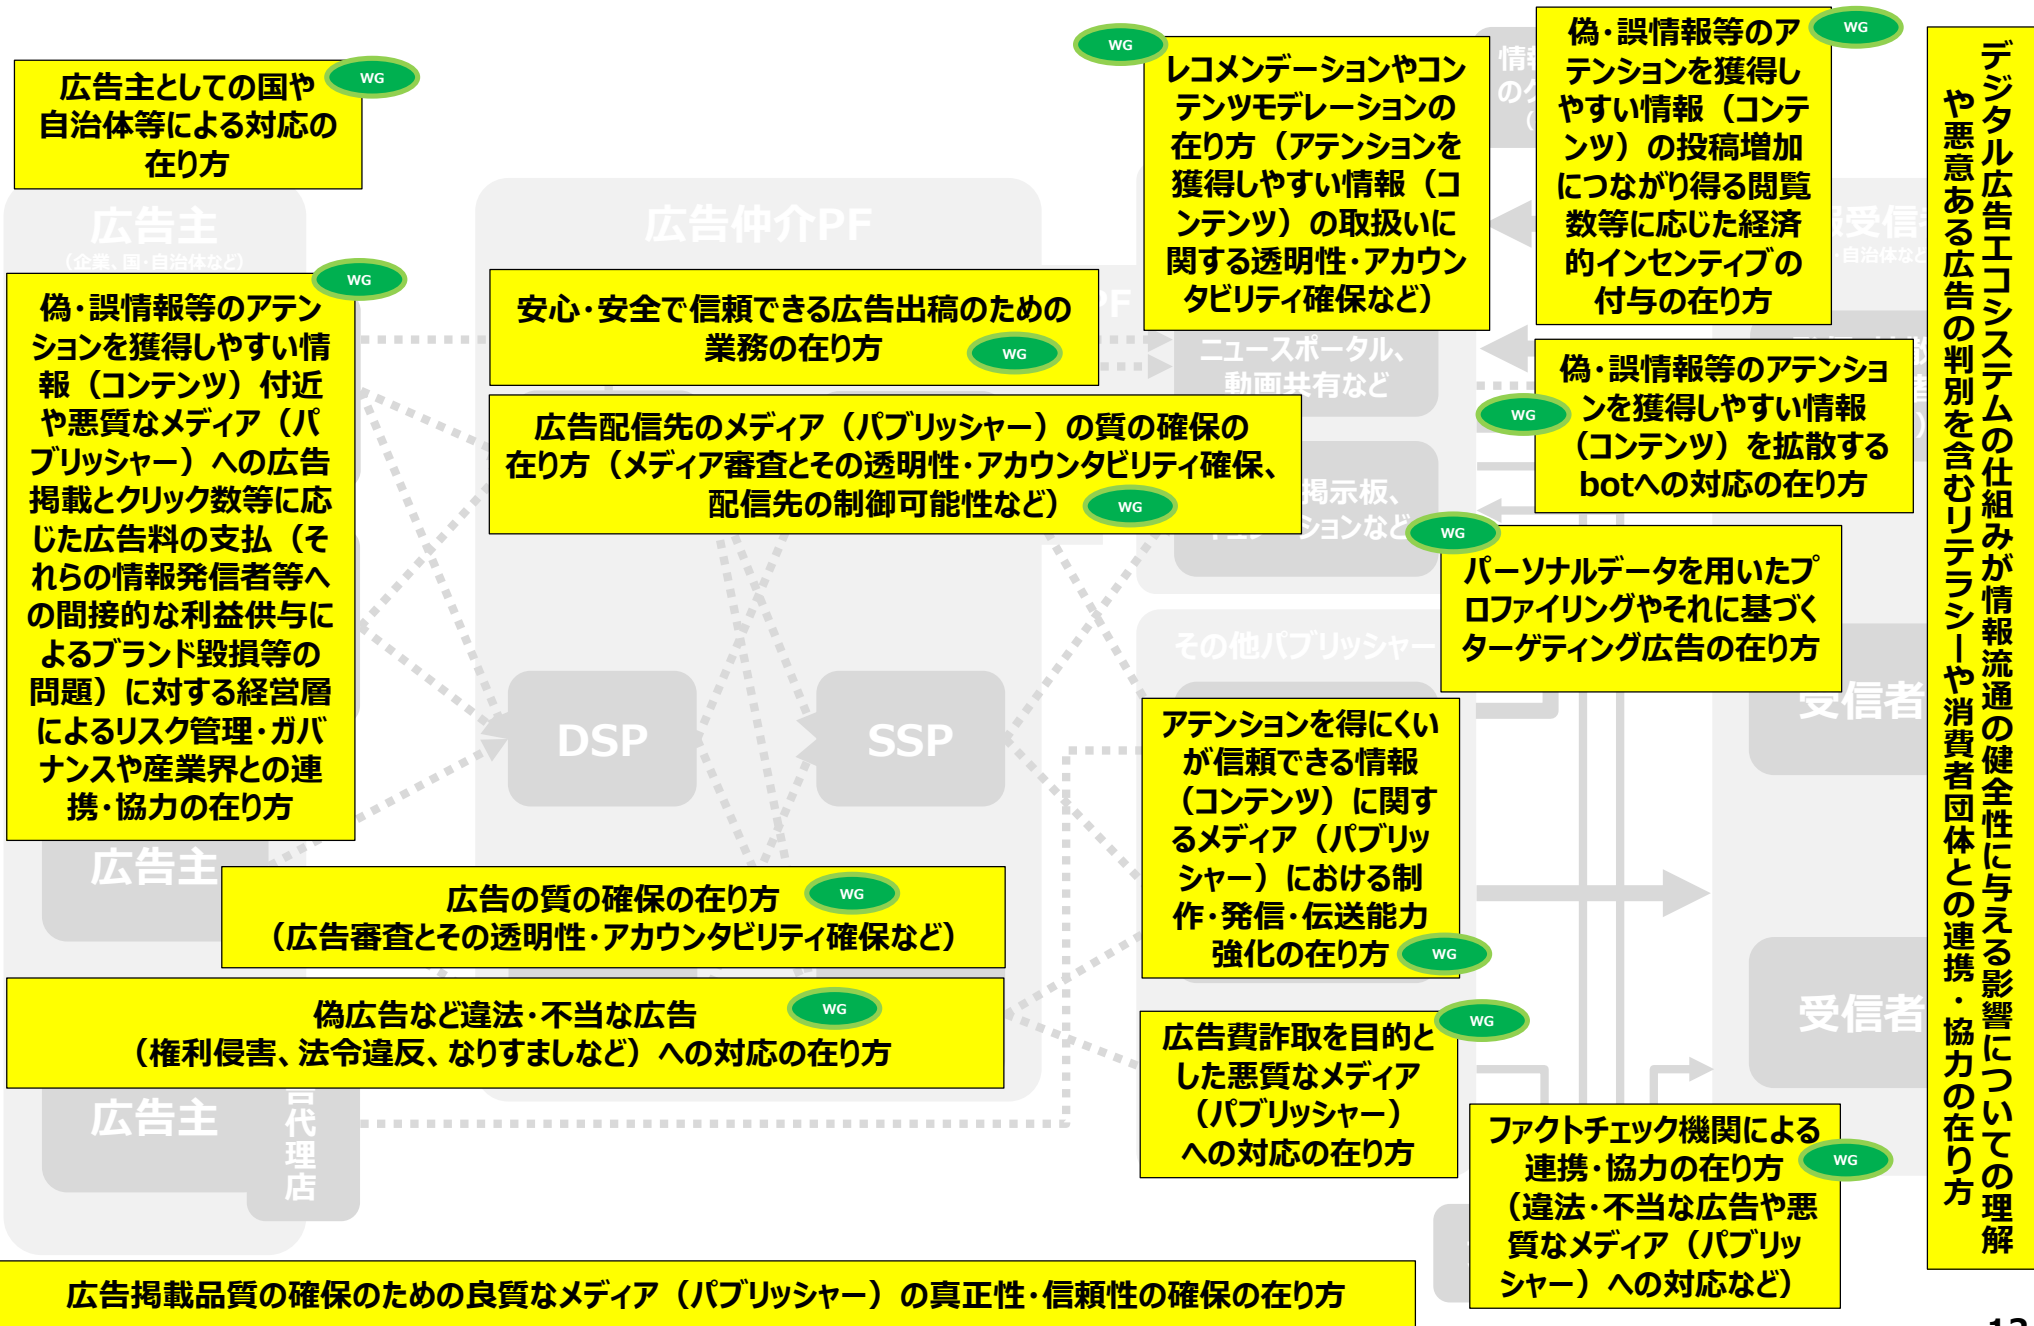 広告主としての国や
自治体等による対応の
在り方
WG
広告主
(企業、国・自治体など)
偽・誤情報等のアテン
ションを獲得しやすい情
報（コンテンツ）付近
や悪質なメディア（パ
ブリッシャー）への広告
掲載とクリック数等に応
じた広告料の支払（そ
れらの情報発信者等へ
の間接的な利益供与に
よるブランド毀損等の
問題）に対する経営層
によるリスク管理・ガバ
ナンスや産業界との連
携・協力の在り方
WG
広告仲介PF
安心・安全で信頼できる広告出稿のための
業務の在り方
WG
広告配信先のメディア（パブリッシャー）の質の確保の
在り方（メディア審査とその透明性・アカウンタビリティ確保、
配信先の制御可能性など）
WG
DSP
SSP
広告主
広告の質の確保の在り方
（広告審査とその透明性・アカウンタビリティ確保など）
WG
偽広告など違法・不当な広告
（権利侵害、法令違反、なりすましなど）への対応の在り方
WG
広告主
代理店
レコメンデーションやコン
テンツモデレーションの
在り方（アテンションを
獲得しやすい情報（コ
ンテンツ）の取扱いに
関する透明性・アカウン
タビリティ確保など）
WG
PF
ニュースポータル、
動画共有など
掲示板、
ションなど
その他パブリッシャー
偽・誤情報等のア
テンションを獲得し
やすい情報（コンテ
ンツ）の投稿増加
につながり得る閲覧
数等に応じた経済
的インセンティブの
付与の在り方
WG
偽・誤情報等のアテンショ
ンを獲得しやすい情報
（コンテンツ）を拡散する
botへの対応の在り方
WG
パーソナルデータを用いたプ
ロファイリングやそれに基づく
ターゲティング広告の在り方
WG
アテンションを得にくい
が信頼できる情報
（コンテンツ）に関す
るメディア（パブリッ
シャー）における制
作・発信・伝送能力
強化の在り方
WG
広告費詐取を目的と
した悪質なメディア
（パブリッシャー）
への対応の在り方
WG
ファクトチェック機関による
連携・協力の在り方
（違法・不当な広告や悪
質なメディア（パブリッ
シャー）への対応など）
WG
受信者
受信者
デジタル広告エコシステムの仕組みが情報流通の健全性に与える影響についての理解
や悪意ある広告の判別を含むリテラシーや消費者団体との連携・協力の在り方
広告掲載品質の確保のための良質なメディア（パブリッシャー）の真正性・信頼性の確保の在り方